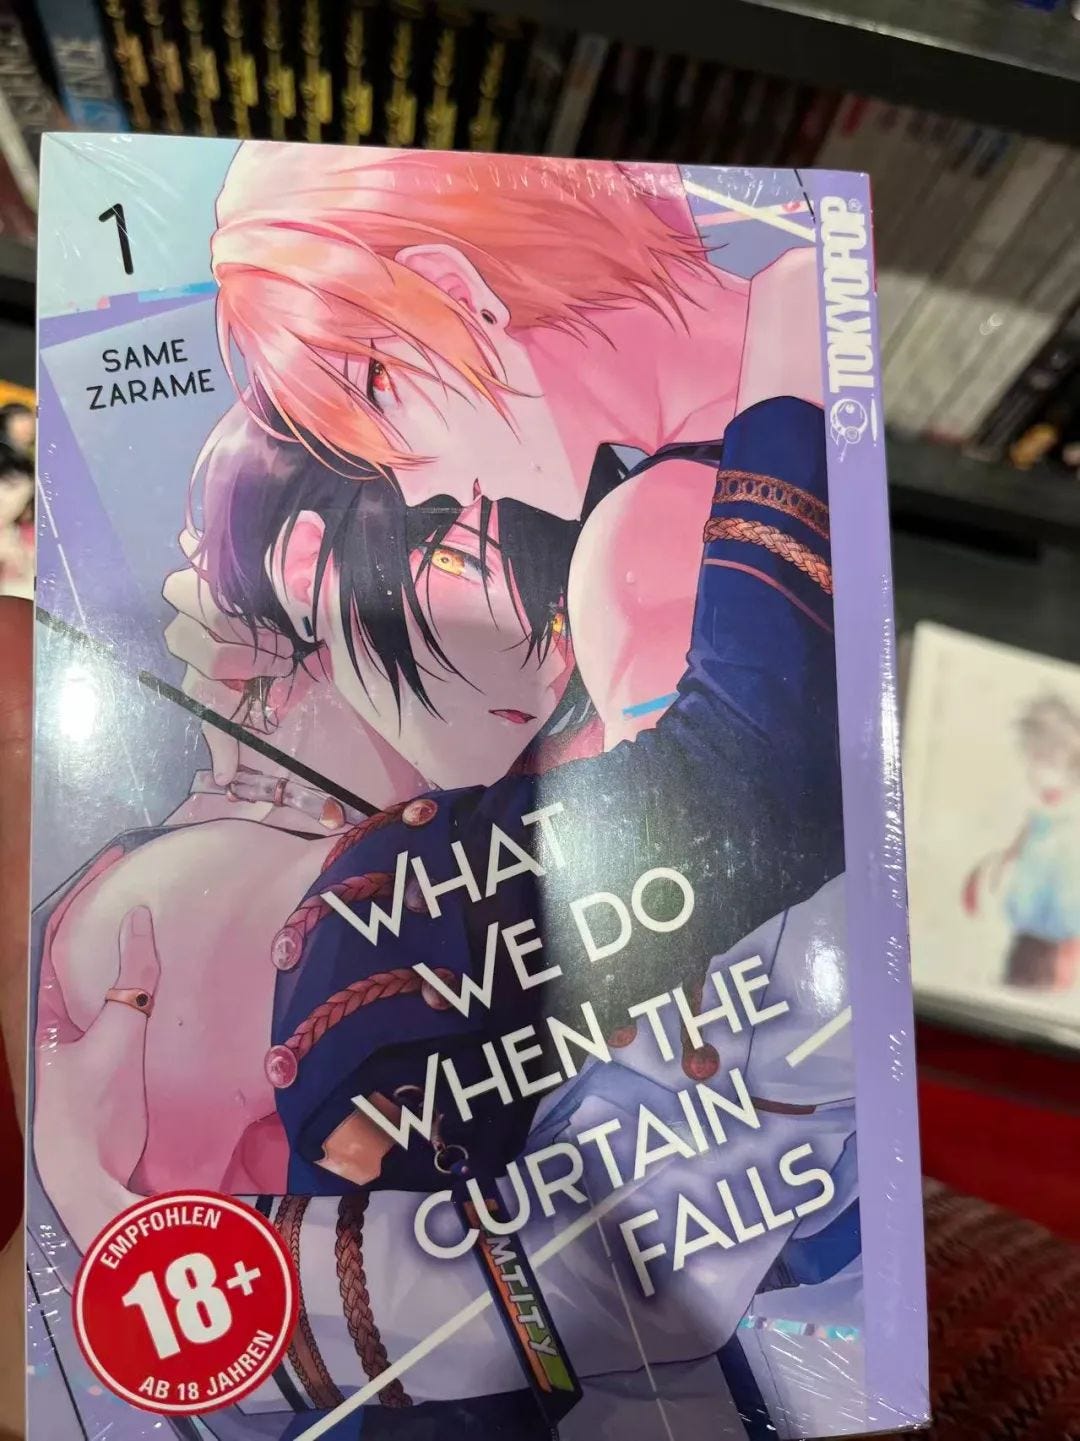 1
SAME
ZARAME
TOKYOPOP®
WHAT
WE DO
WHEN THE
CURTAIN
FALLS
EMPFOHLEN
18+
AB 18 JAHREN